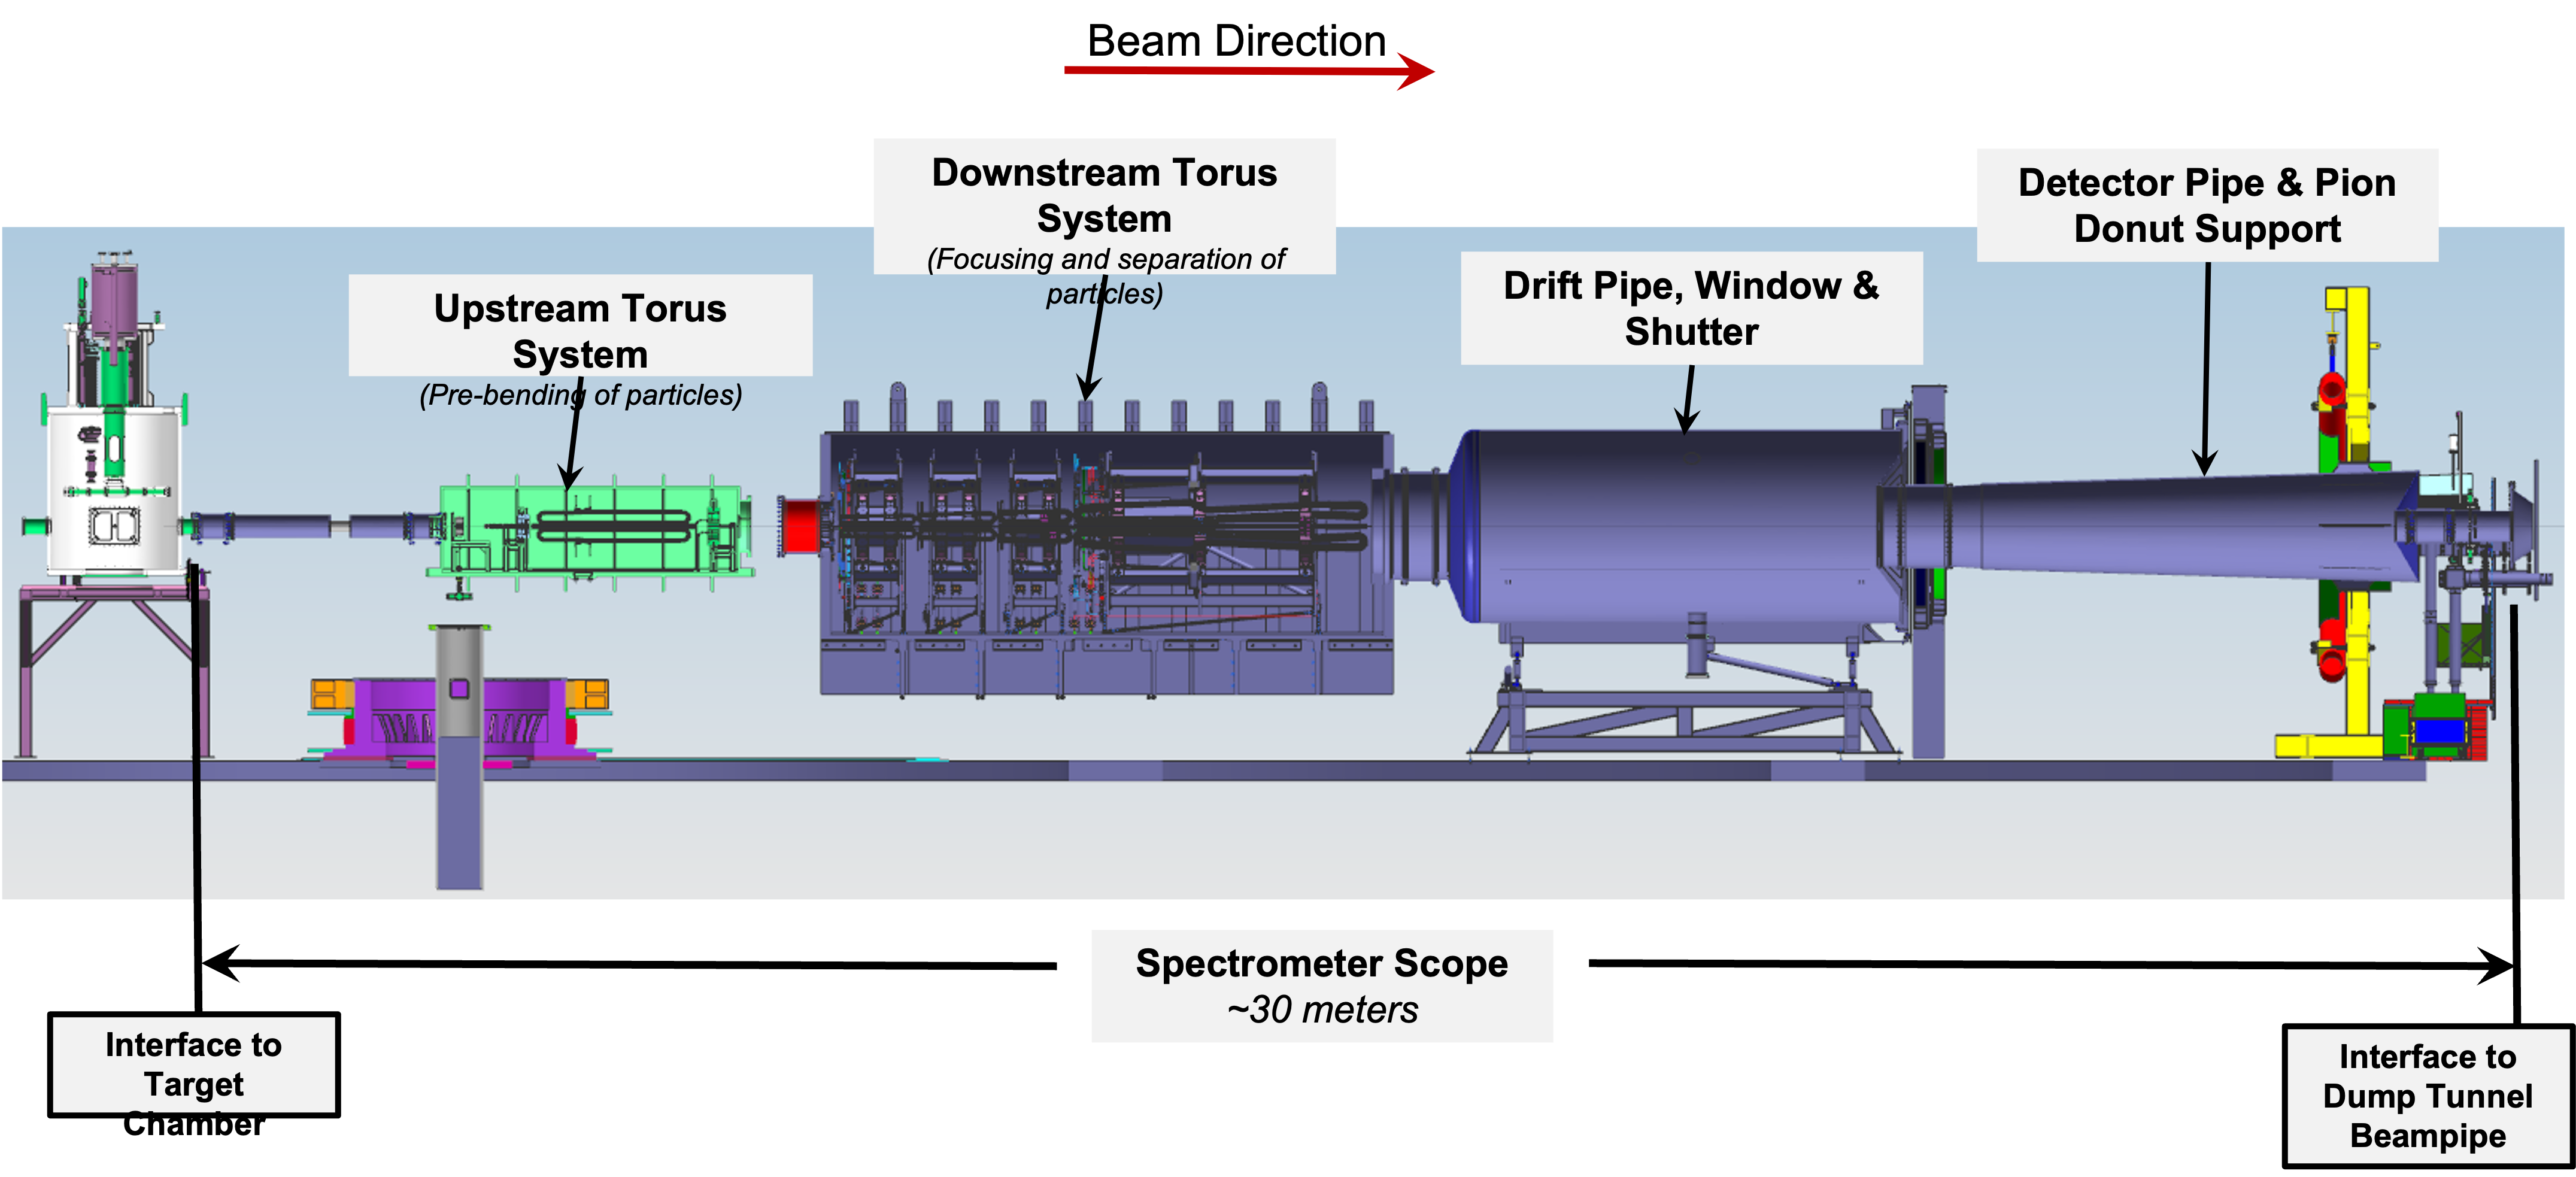 Beam Direction
Downstream Torus
System
(Focusing and separation of
particles)
Detector Pipe & Pion
Donut Support
Upstream Torus
System
(Pre-bending of particles)
Drift Pipe, Window &
Shutter
Spectrometer Scope
~30 meters
Interface to
Target
Chamber
Interface to
Dump Tunnel
Beampipe